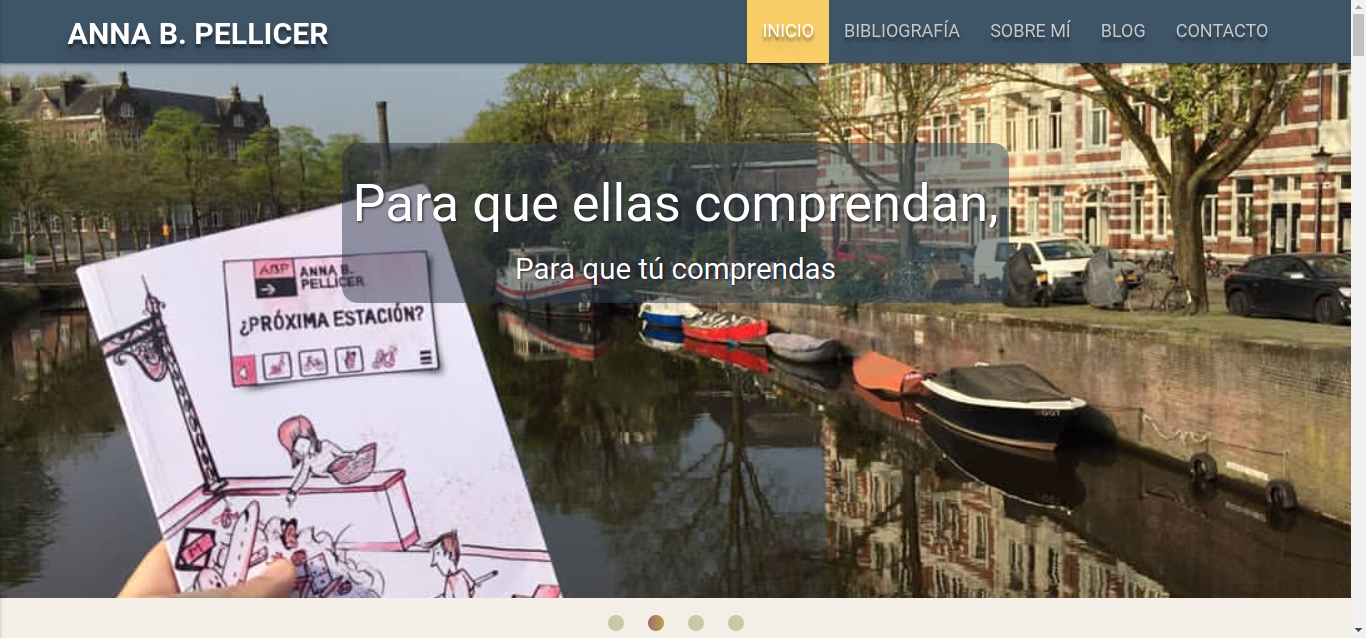 ANNA B. PELLICER
INICIO BIBLIOGRAFÍA SOBRE MÍ BLOG CONTACTO
Para que ellas comprendan,
Para que tú comprendas
ABP
ANNA B.
PELLICER
¿PRÓXIMA ESTACIÓN?